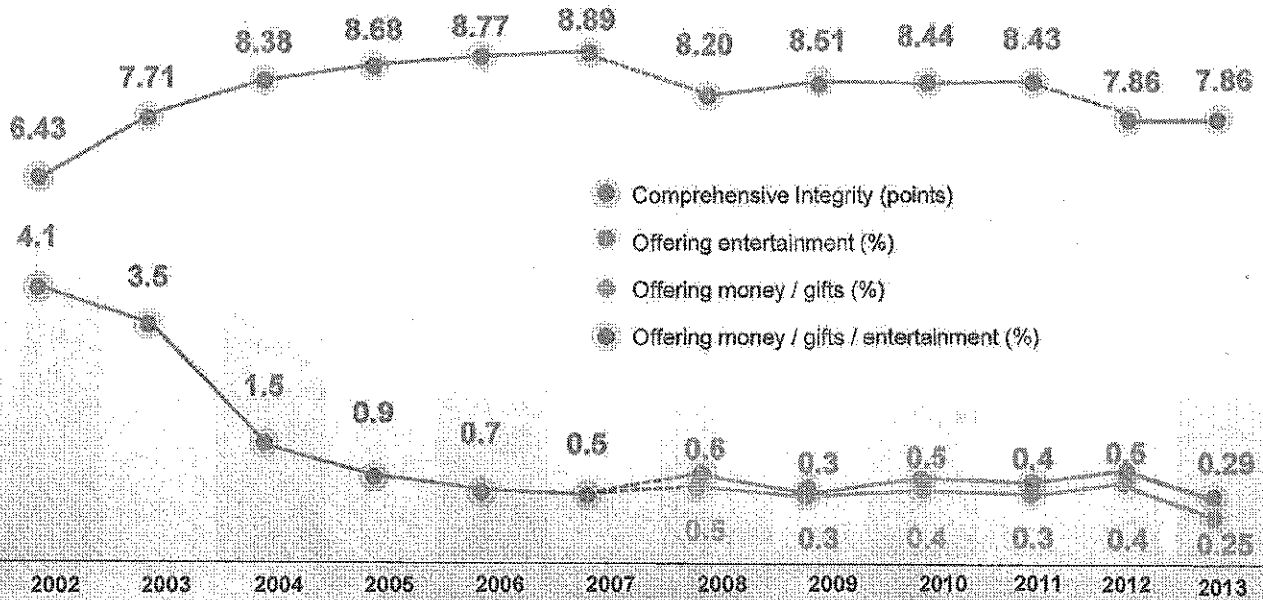 6.43 7.71 8.38 8.68 8.77 8.89 8.20 8.51 8.44 8.43 7.86 7.86
Comprehensive Integrity (points)
Offering entertainment (%)
Offering money / gifts (%)
Offering money / gifts / entertainment (%)
4.1 3.5 1.5 0.9 0.7 0.5 0.6 0.3 0.5 0.4 0.29
0.3 0.4 0.3 0.4 0.25
2002 2003 2004 2005 2006 2007 2008 2009 2010 2011 2012 2013